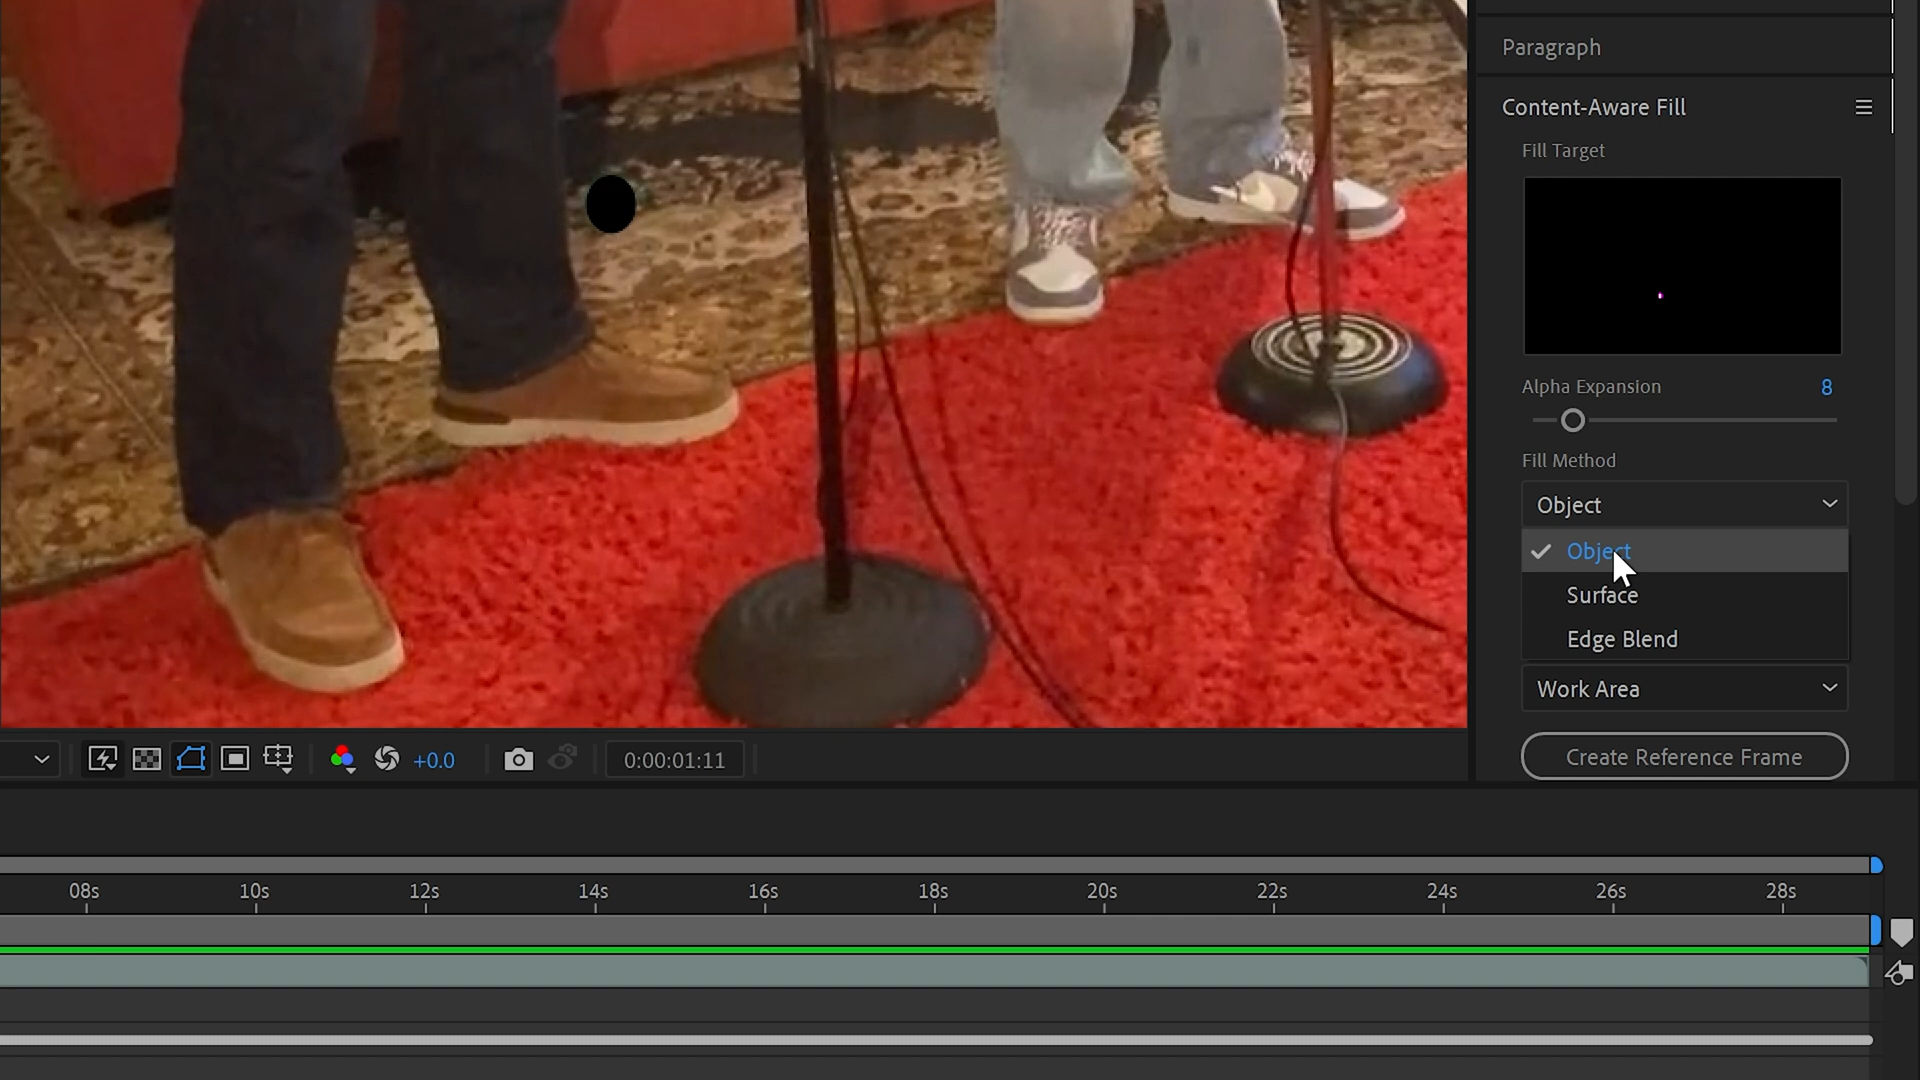 Paragraph
Content-Aware Fill
Fill Target
Alpha Expansion 8
Fill Method
Object
Object
Surface
Edge Blend
Work Area
Create Reference Frame
+0.0
0:00:01:11
08s 10s 12s 14s 16s 18s 20s 22s 24s 26s 28s